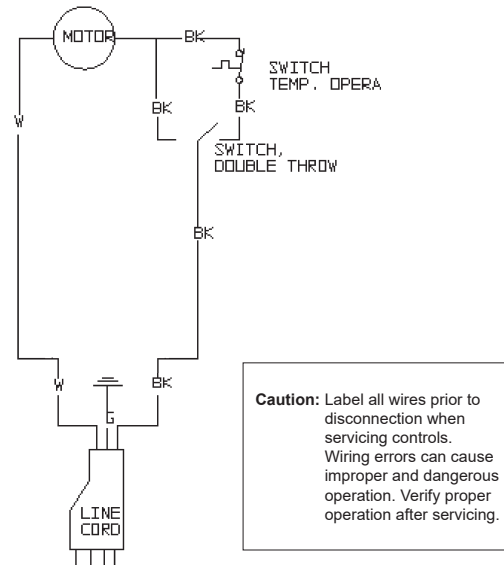 MOTOR
BK
SWITCH
TEMP. OPERA
BK
BK
W
SWITCH,
DOUBLE THROW
BK
W
BK
G
LINE
CORD
Caution: Label all wires prior to
disconnection when
servicing controls.
Wiring errors can cause
improper and dangerous
operation. Verify proper
operation after servicing.